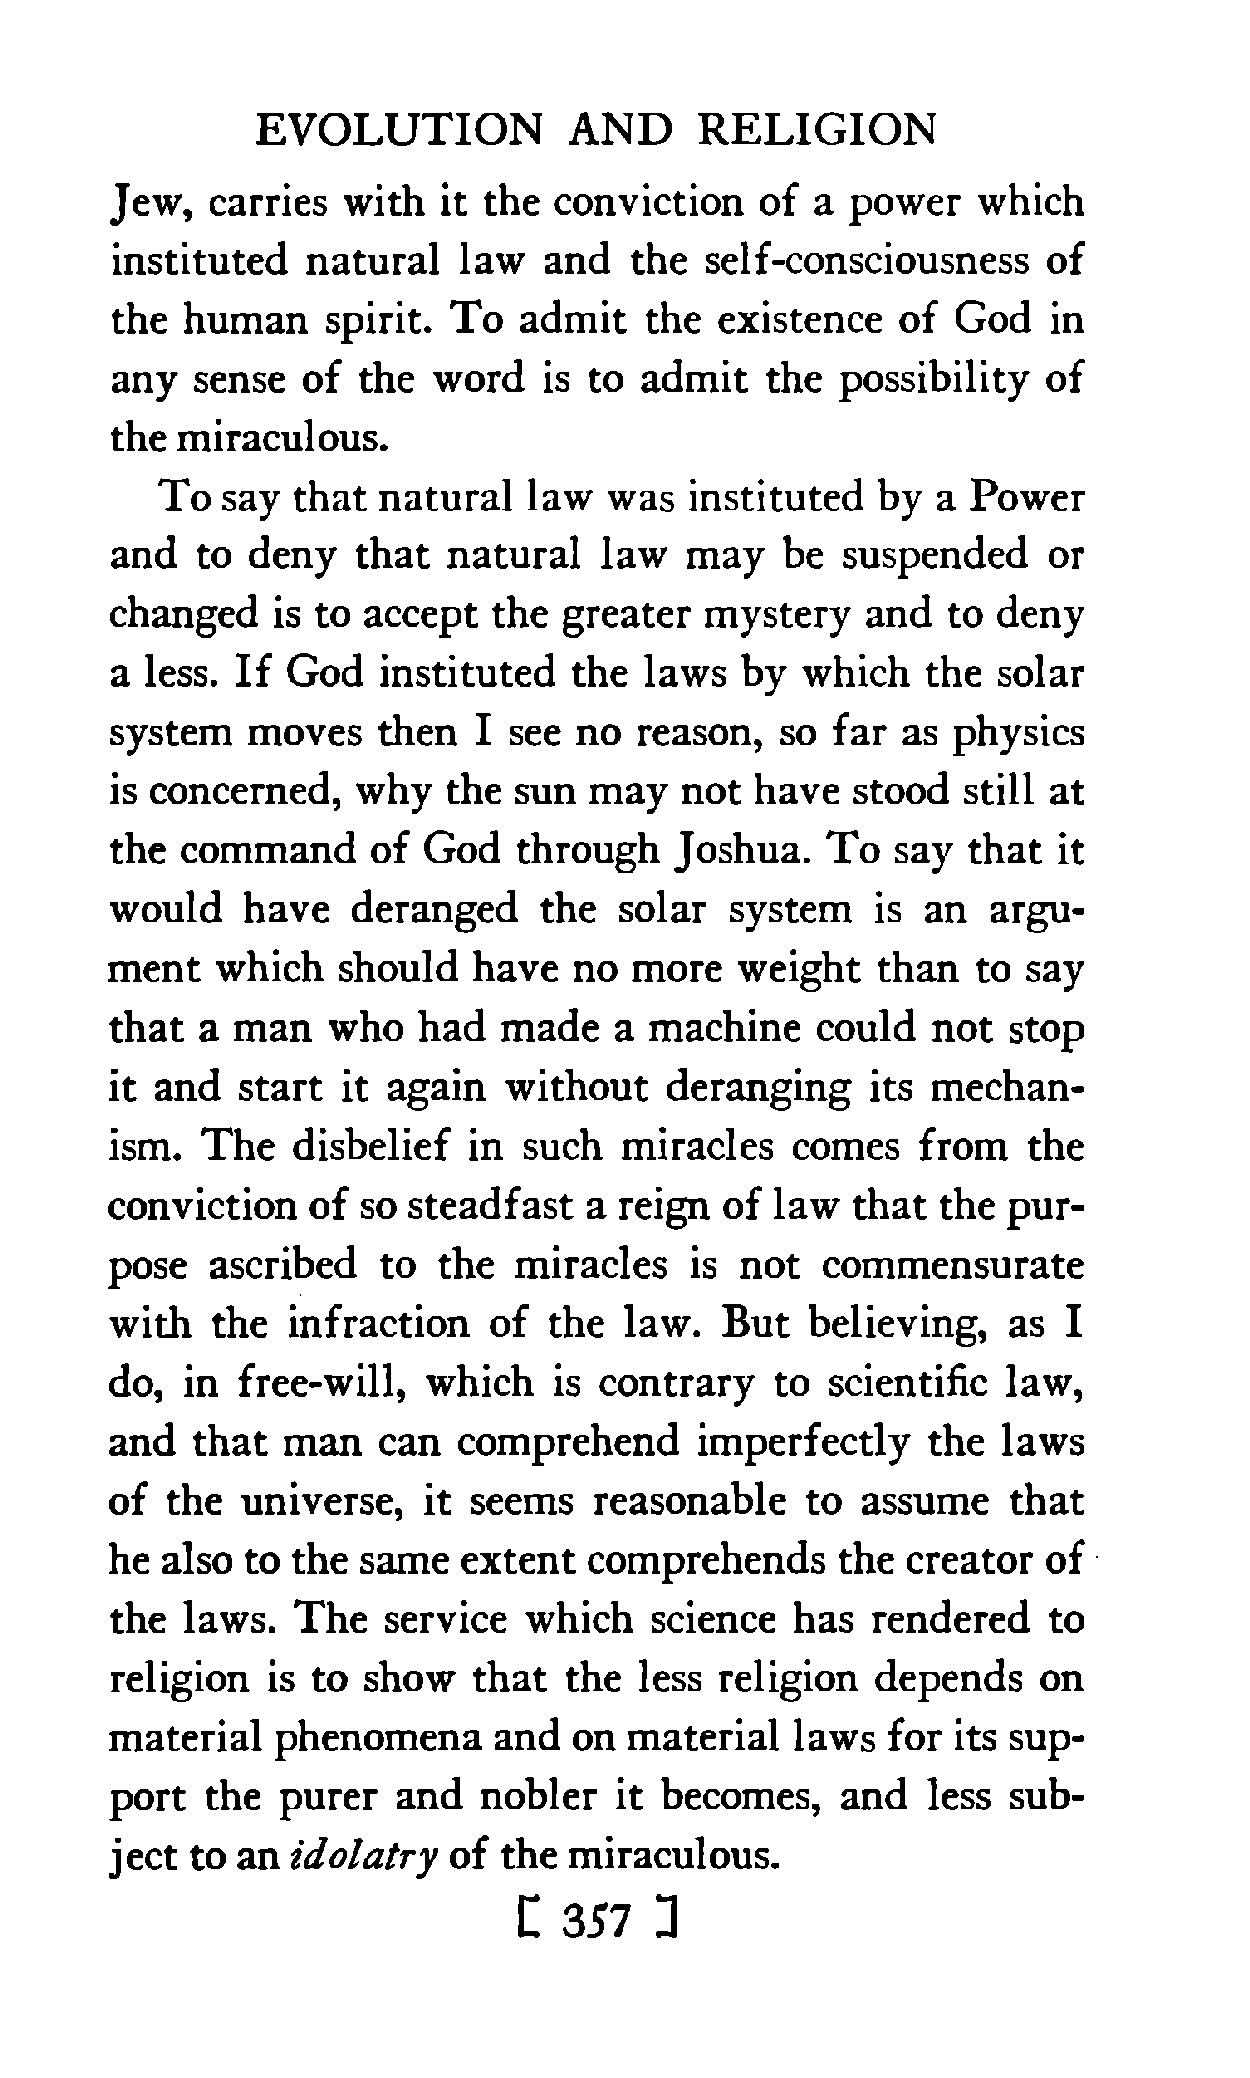 EVOLUTION AND RELIGION
Jew, carries with it the conviction of a power which
instituted natural law and the self-consciousness of
the human spirit. To admit the existence of God in
any sense of the word is to admit the possibility of
the miraculous.
To say that natural law was instituted by a Power
and to deny that natural law may be suspended or
changed is to accept the greater mystery and to deny
a less. If God instituted the laws by which the solar
system moves then I see no reason, so far as physics
is concerned, why the sun may not have stood still at
the command of God through Joshua. To say that it
would have deranged the solar system is an argu-
ment which should have no more weight than to say
that a man who had made a machine could not stop
it and start it again without deranging its mechan-
ism. The disbelief in such miracles comes from the
conviction of so steadfast a reign of law that the pur-
pose ascribed to the miracles is not commensurate
with the infraction of the law. But believing, as I
do, in free-will, which is contrary to scientific law,
and that man can comprehend imperfectly the laws
of the universe, it seems reasonable to assume that
he also to the same extent comprehends the creator of
the laws. The service which science has rendered to
religion is to show that the less religion depends on
material phenomena and on material laws for its sup-
port the purer and nobler it becomes, and less sub-
ject to an idolatry of the miraculous.
[ 357 ]